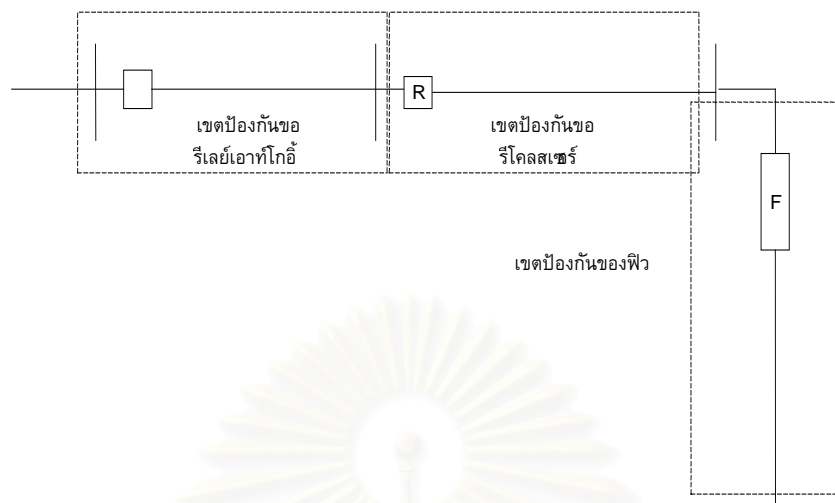 R
เขตป้องกันขอ
รีเลย์เอาท์โกอิ้
เขตป้องกันขอ
รีโคลสเซอร์
F
เขตป้องกันของฟิว